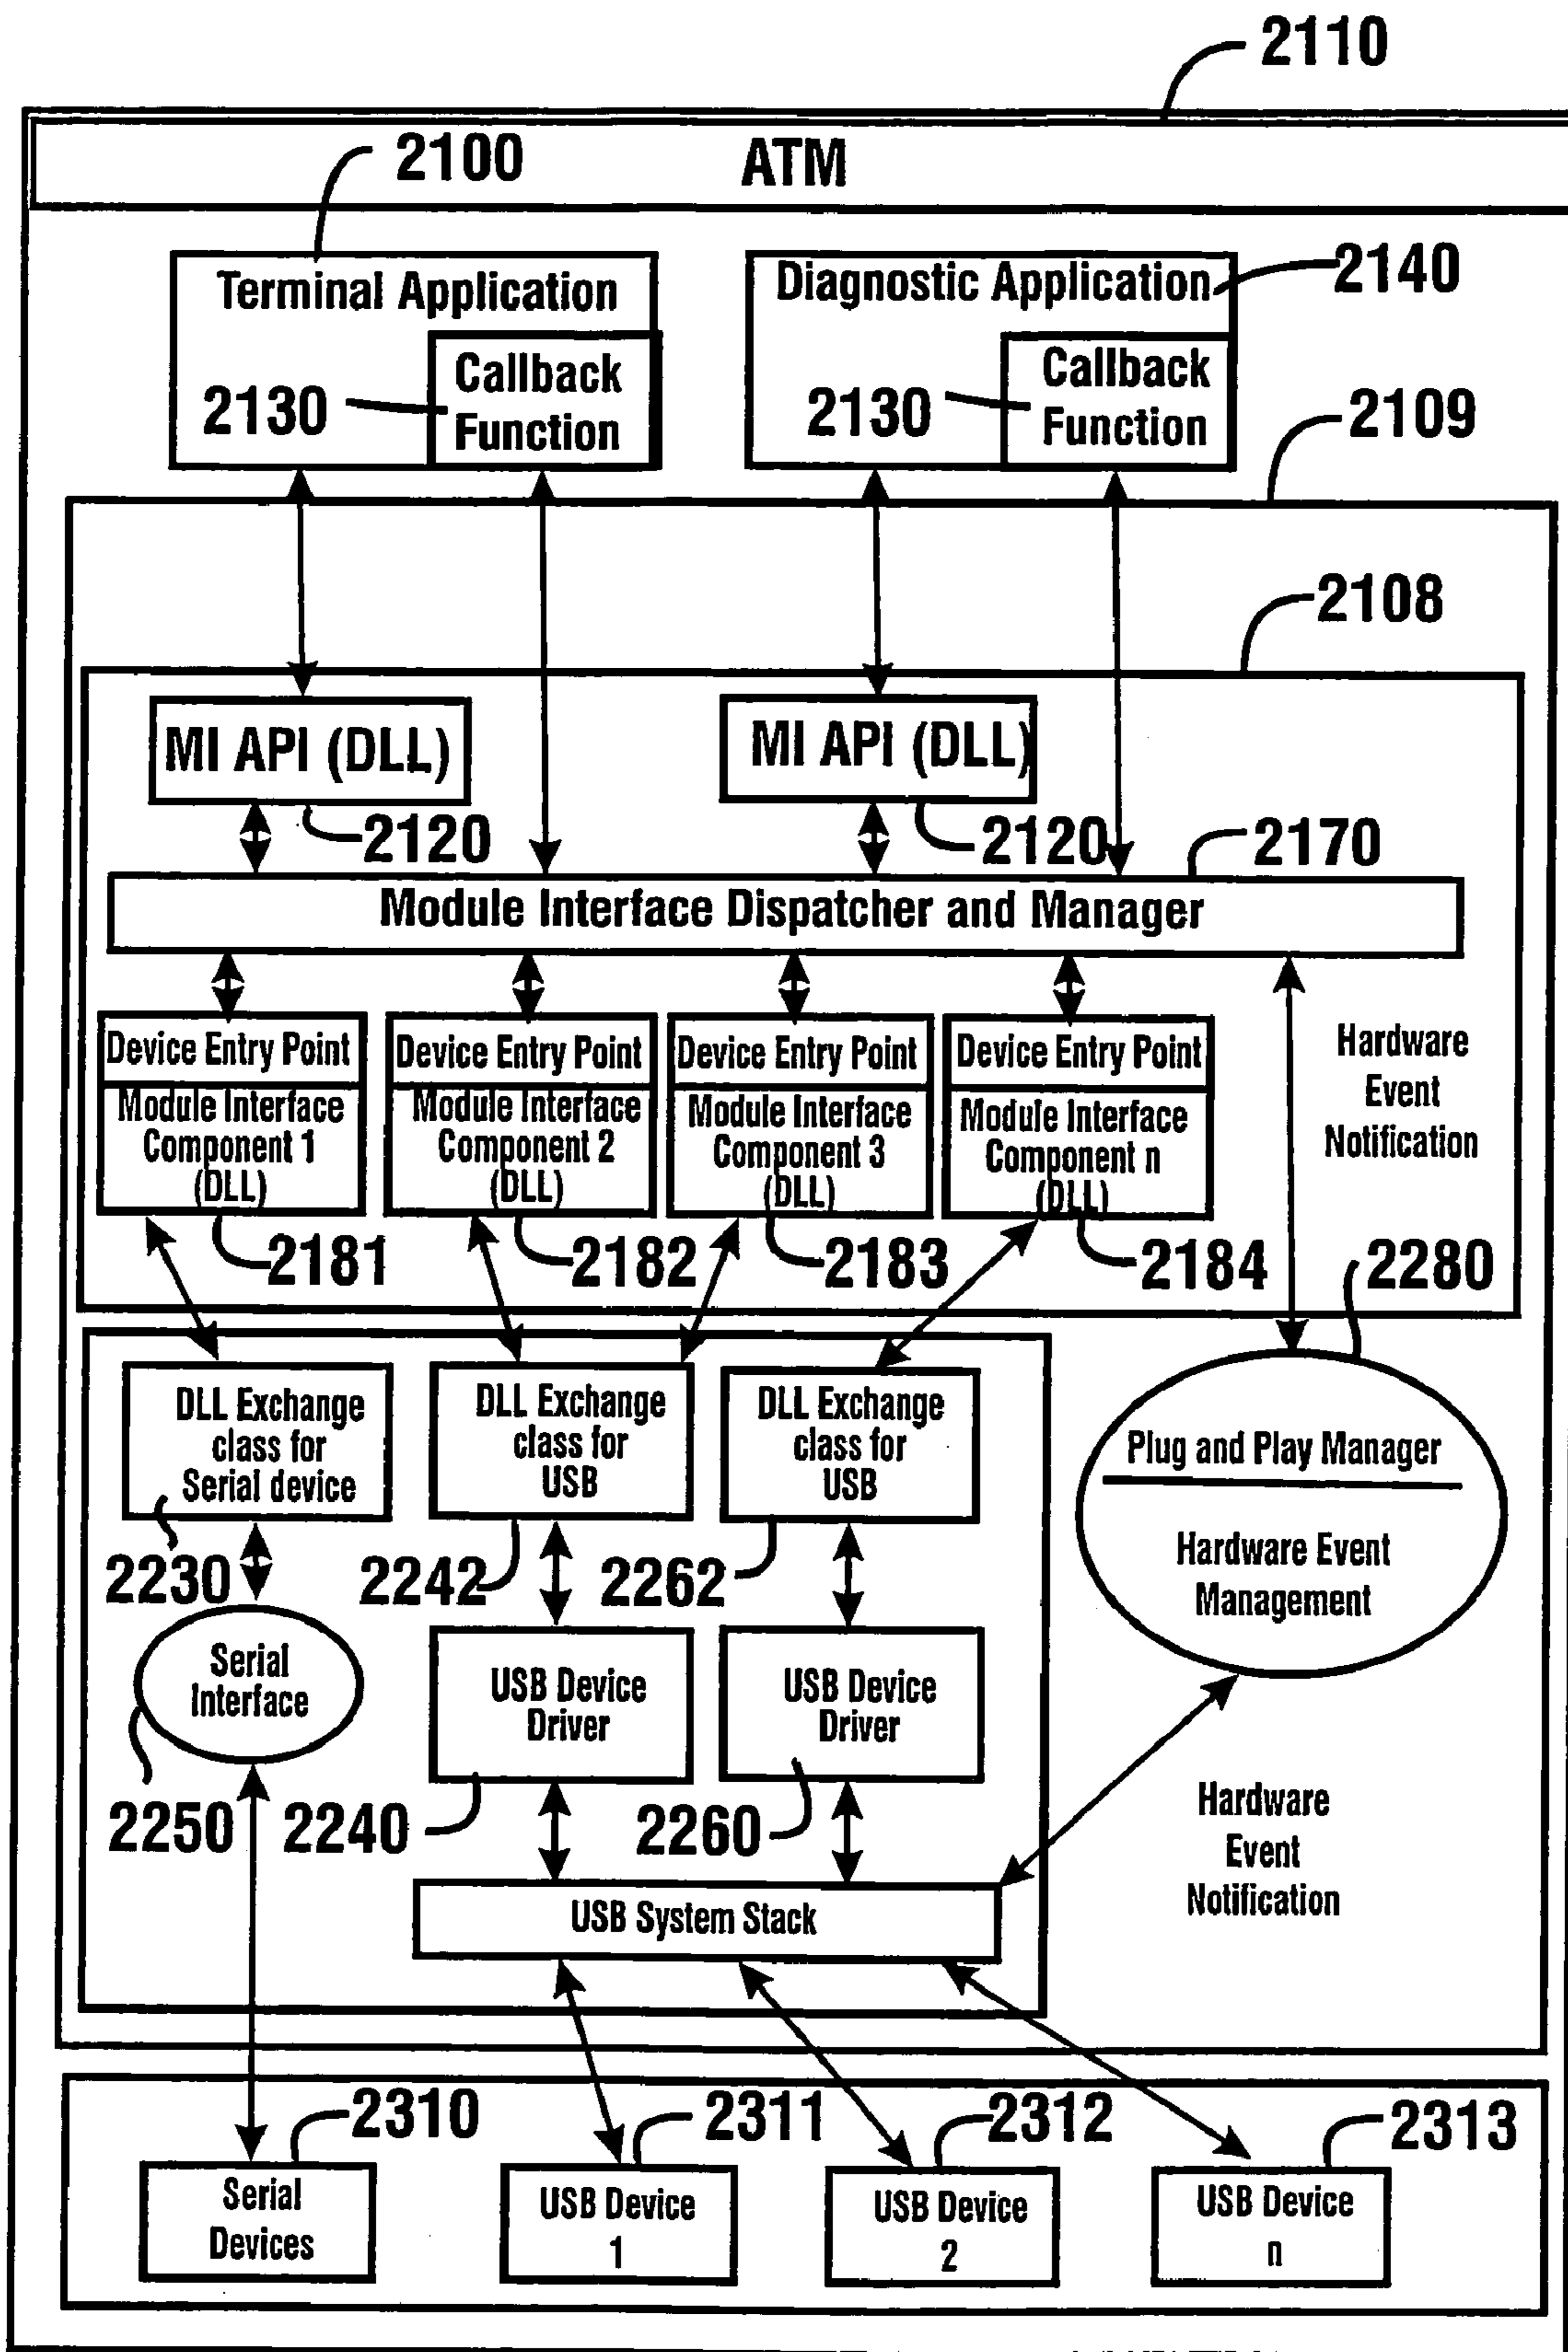 2110
2100
ATM
Terminal Application
Diagnostic Application
2140
Callback
Function
2130
Callback
Function
2130
2109
2108
MI API (DLL)
MI API (DLL)
2120
2120
2170
Module Interface Dispatcher and Manager
Device Entry Point
Module Interface
Component 1
(DLL)
Device Entry Point
Module Interface
Component 2
(DLL)
Device Entry Point
Module Interface
Component 3
(DLL)
Device Entry Point
Module Interface
Component n
(DLL)
Hardware
Event
Notification
2181
2182
2183
2184
2280
DLL Exchange
class for
Serial device
DLL Exchange
class for
USB
DLL Exchange
class for
USB
Plug and Play Manager
Hardware Event
Management
2230
2242
2262
Serial
Interface
USB Device
Driver
USB Device
Driver
2250
2240
2260
Hardware
Event
Notification
USB System Stack
2310
2311
2312
2313
Serial
Devices
USB Device
1
USB Device
2
USB Device
n